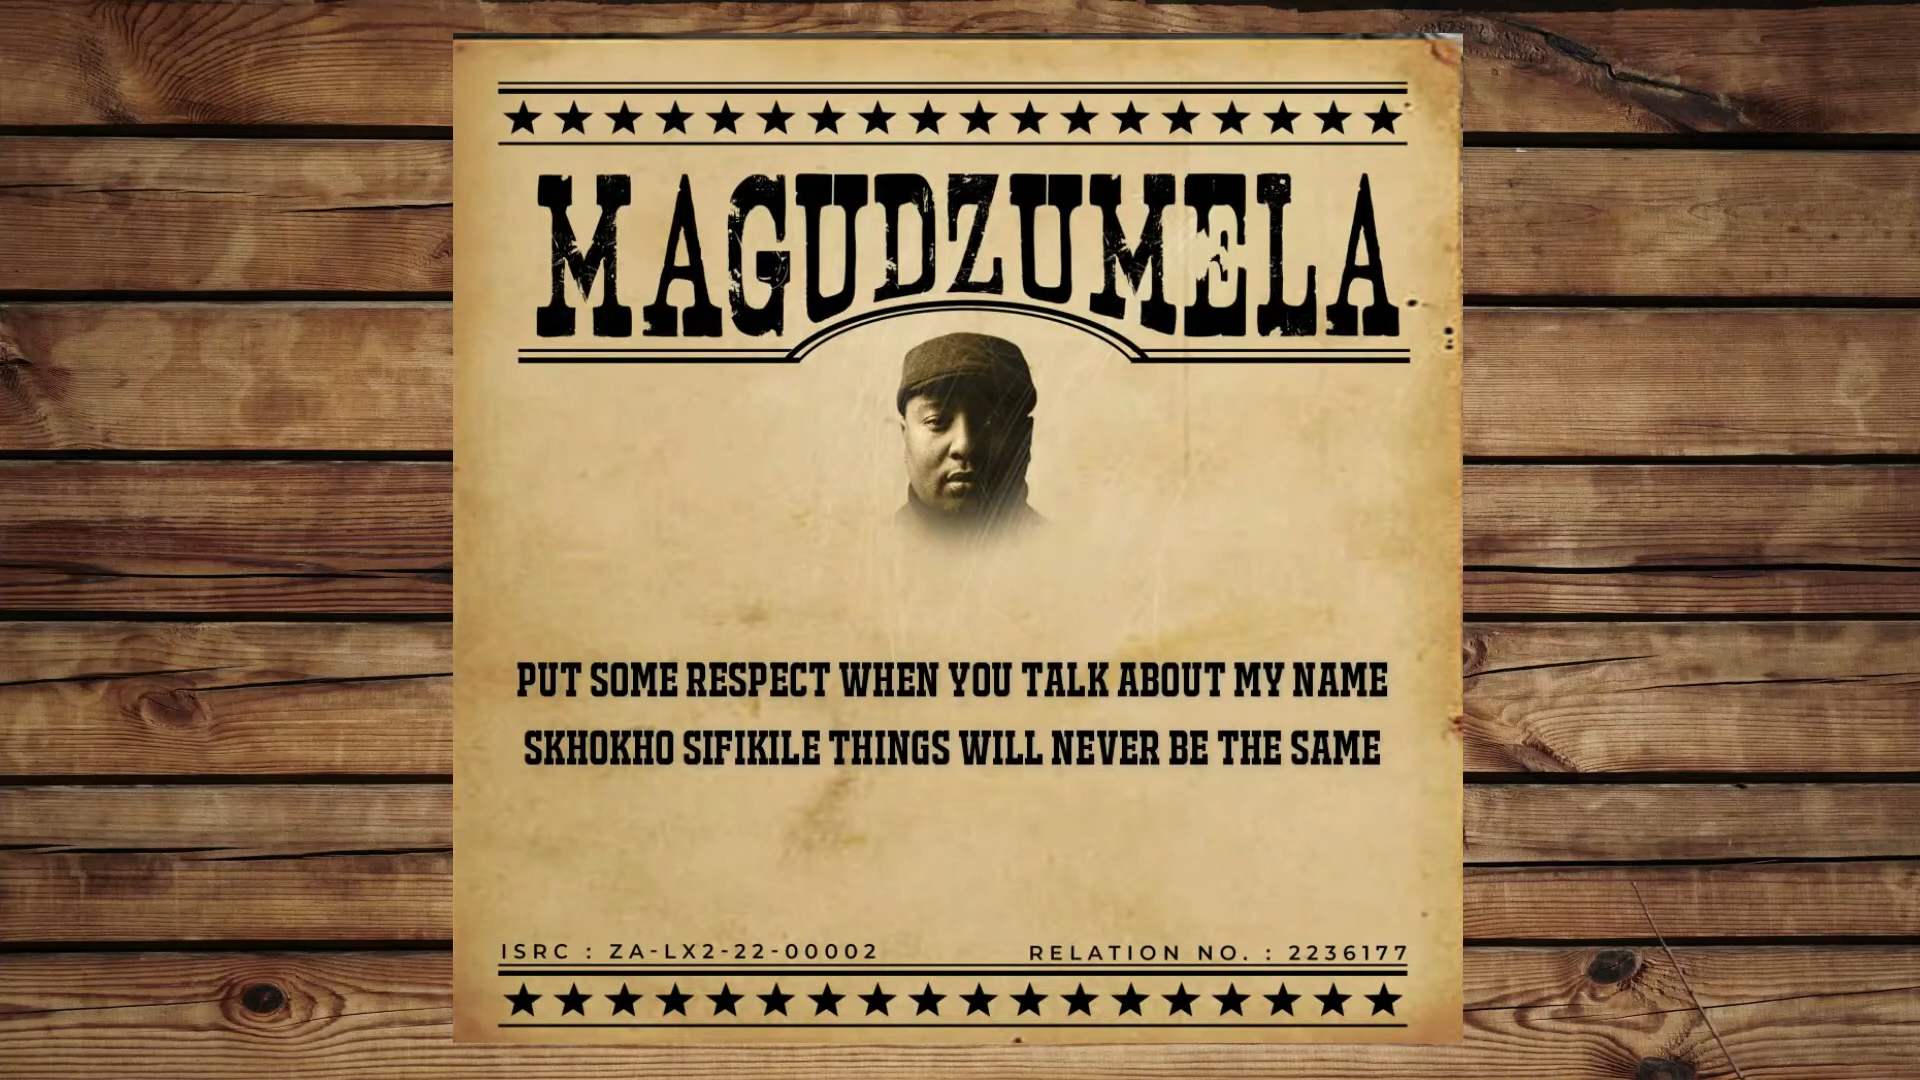 MAGUDZUMELA
PUT SOME RESPECT WHEN YOU TALK ABOUT MY NAME
SKHOKHO SIFIKILE THINGS WILL NEVER BE THE SAME
ISRC : ZA-LX2-22-00002
RELATION NO. : 2236177